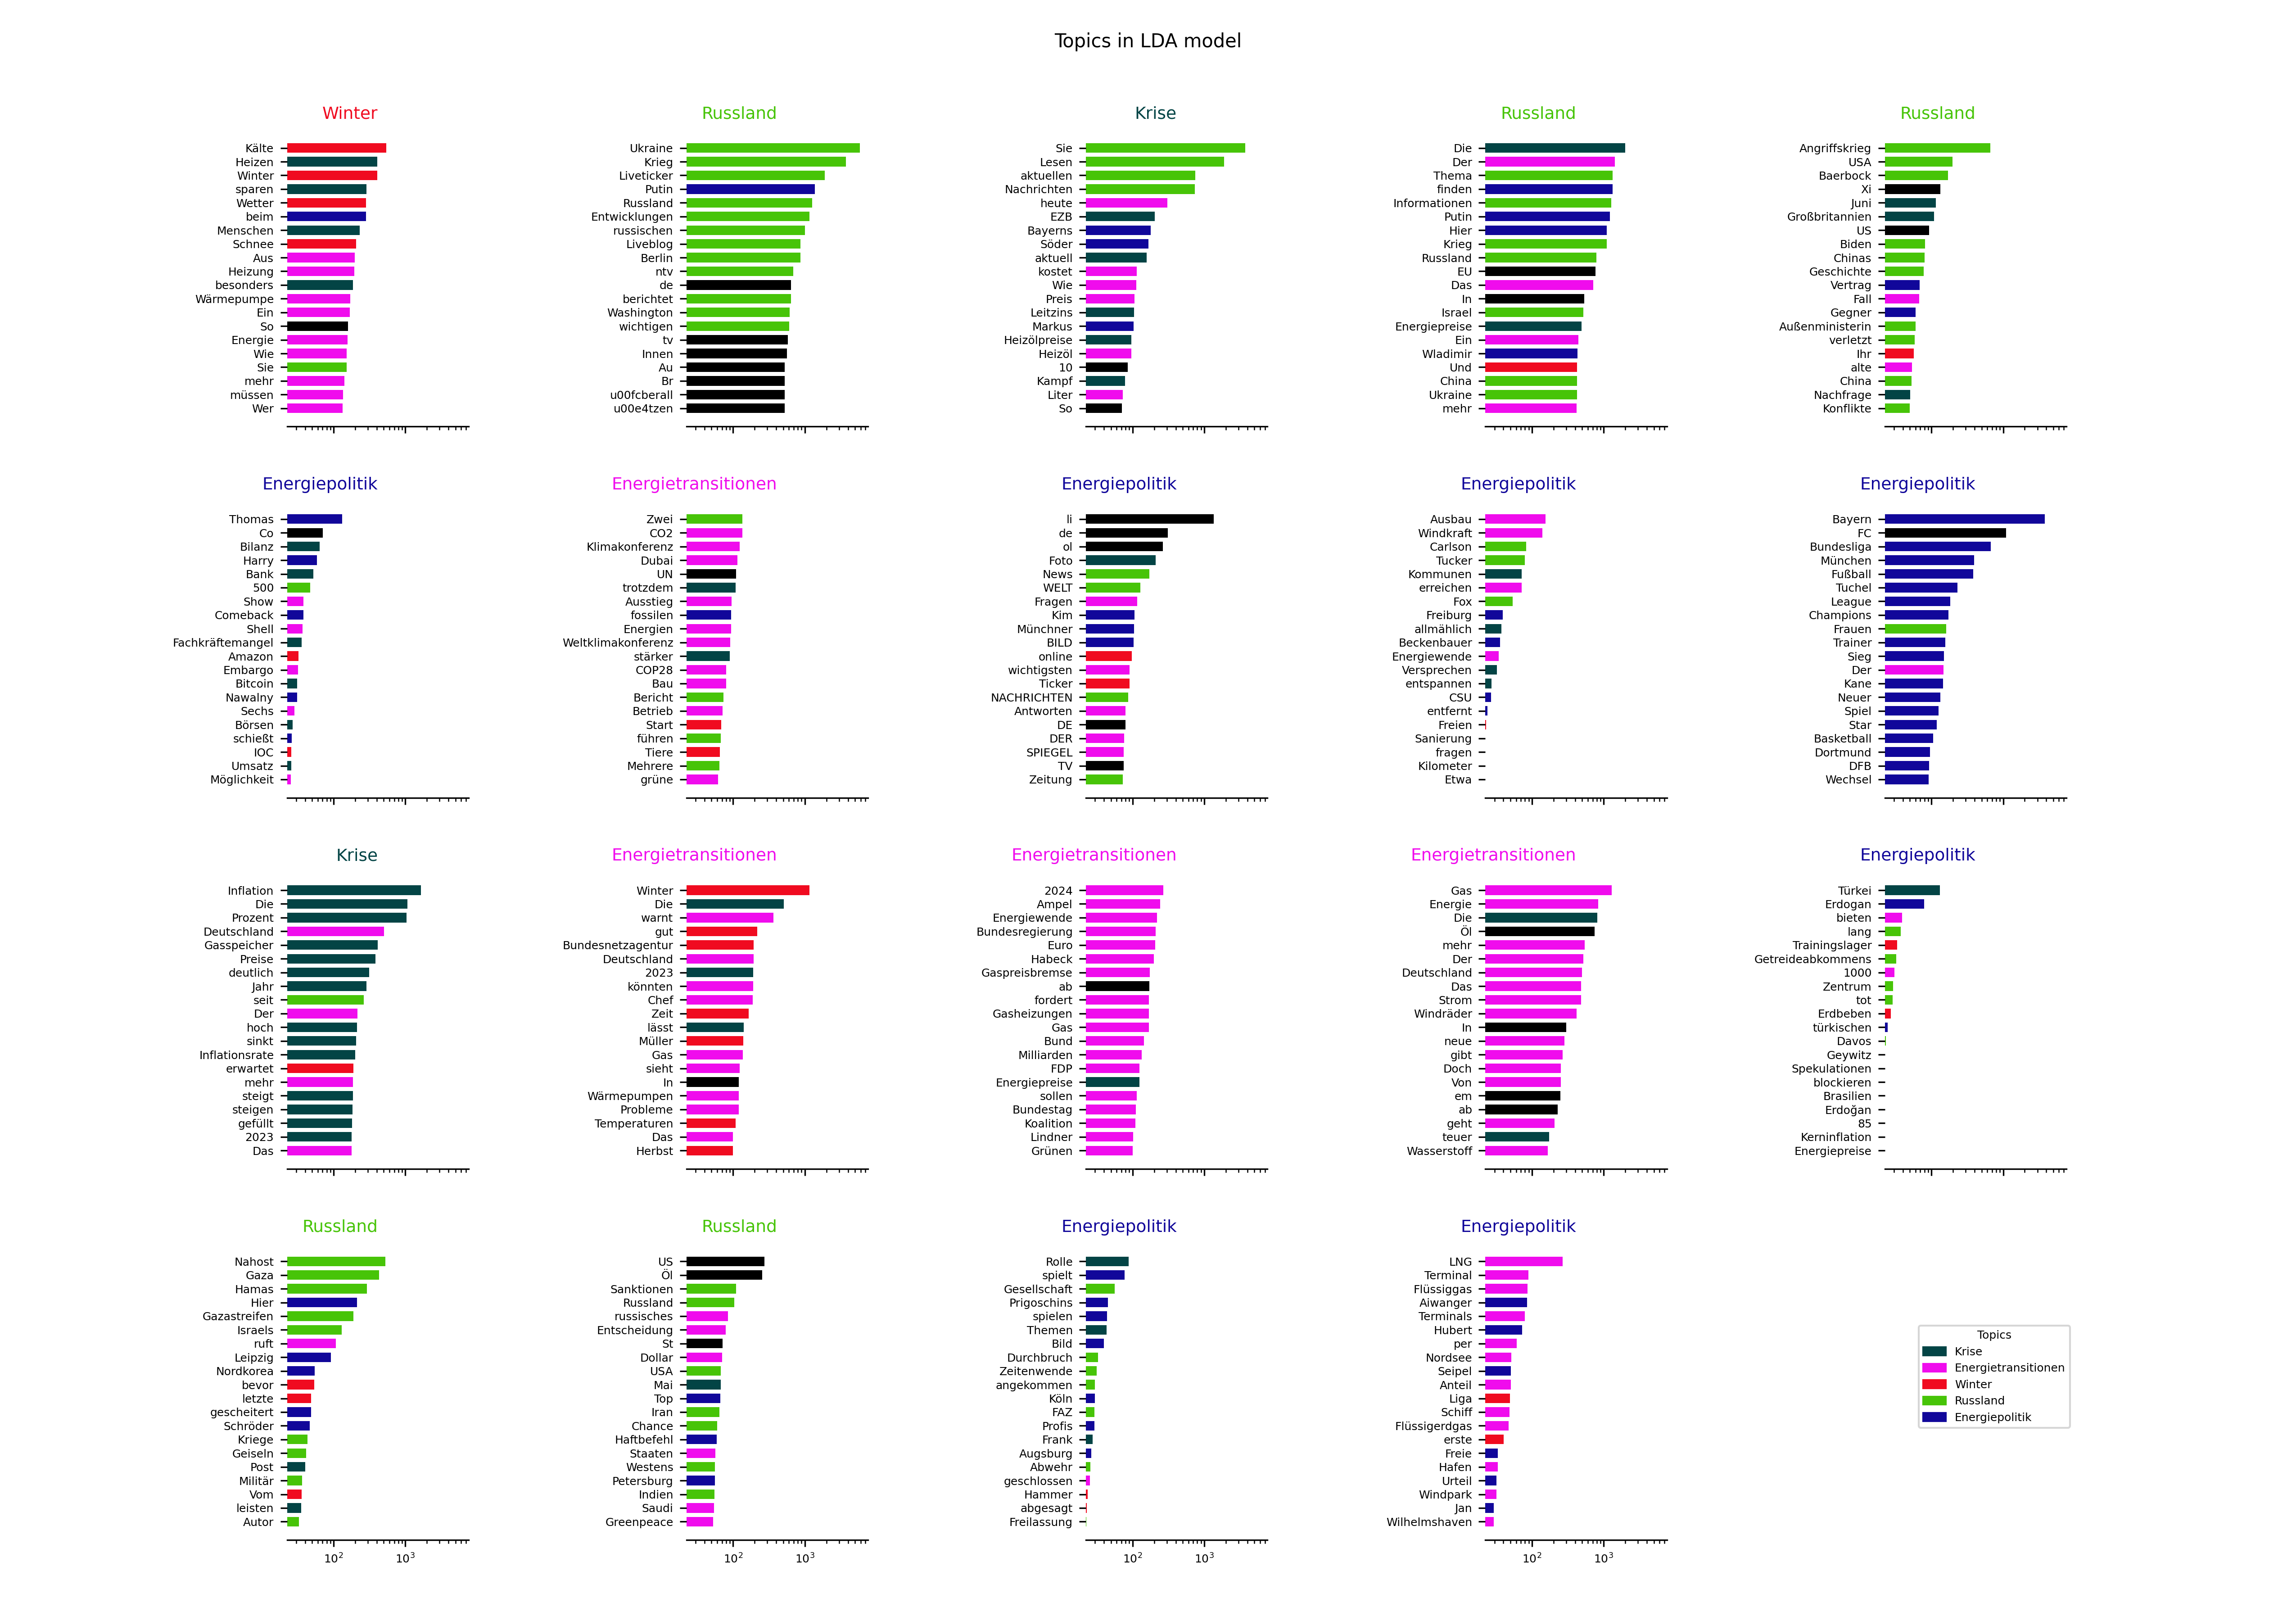 Topics in LDA model
Winter
Kälte
Heizen
Winter
sparen
Wetter
beim
Menschen
Schnee
Aus
Heizung
besonders
Wärmepumpe
Ein
So
Energie
Wie
Sie
mehr
müssen
Wer
Russland
Ukraine
Krieg
Liveticker
Putin
Russland
Entwicklungen
russischen
Liveblog
Berlin
ntv
de
berichtet
Washington
wichtigen
tv
Innen
Au
Br
u00fcberall
u00e4tzen
Krise
Sie
Lesen
aktuellen
Nachrichten
heute
EZB
Bayerns
Söder
aktuell
kostet
Wie
Preis
Leitzins
Markus
Heizölpreise
Heizöl
10
Kampf
Liter
So
Russland
Die
Der
Thema
finden
Informationen
Putin
Hier
Krieg
Russland
EU
Das
In
Israel
Energiepreise
Ein
Wladimir
Und
China
Ukraine
mehr
Russland
Angriffskrieg
USA
Baerbock
Xi
Juni
Großbritannien
US
Biden
Chinas
Geschichte
Vertrag
Fall
Gegner
Außenministerin
verletzt
Ihr
alte
China
Nachfrage
Konflikte
Energiepolitik
Thomas
Co
Bilanz
Harry
Bank
500
Show
Comeback
Shell
Fachkräftemangel
Amazon
Embargo
Bitcoin
Nawalny
Sechs
Börsen
schießt
IOC
Umsatz
Möglichkeit
Energietransitionen
Zwei
CO2
Klimakonferenz
Dubai
UN
trotzdem
Ausstieg
fossilen
Energien
Weltklimakonferenz
stärker
COP28
Bau
Bericht
Betrieb
Start
führen
Tiere
Mehrere
grüne
Energiepolitik
li
de
ol
Foto
News
WELT
Fragen
Kim
Münchner
BILD
online
wichtigsten
Ticker
NACHRICHTEN
Antworten
DE
DER
SPIEGEL
TV
Zeitung
Energiepolitik
Ausbau
Windkraft
Carlson
Tucker
Kommunen
erreichen
Fox
Freiburg
allmählich
Beckenbauer
Energiewende
Versprechen
entspannen
CSU
entfernt
Freien
Sanierung
fragen
Kilometer
Etwa
Energiepolitik
Bayern
FC
Bundesliga
München
Fußball
Tuchel
League
Champions
Frauen
Trainer
Sieg
Der
Kane
Neuer
Spiel
Star
Basketball
Dortmund
DFB
Wechsel
Krise
Inflation
Die
Prozent
Deutschland
Gasspeicher
Preise
deutlich
Jahr
seit
Der
hoch
sinkt
Inflationsrate
erwartet
mehr
steigt
steigen
gefüllt
2023
Das
Energietransitionen
Winter
Die
warnt
gut
Bundesnetzagentur
Deutschland
2023
könnten
Chef
Zeit
lässt
Müller
Gas
sieht
In
Wärmepumpen
Probleme
Temperaturen
Das
Herbst
Energietransitionen
2024
Ampel
Energiewende
Bundesregierung
Euro
Habeck
Gaspreisbremse
ab
fordert
Gasheizungen
Gas
Bund
Milliarden
FDP
Energiepreise
sollen
Bundestag
Koalition
Lindner
Grünen
Energietransitionen
Gas
Energie
Die
Öl
mehr
Der
Deutschland
Das
Strom
Windräder
In
neue
gibt
Doch
Von
em
ab
geht
teuer
Wasserstoff
Energiepolitik
Türkei
Erdogan
bieten
lang
Trainingslager
Getreideabkommens
1000
Zentrum
tot
Erdbeben
türkischen
Davos
Geywitz
Spekulationen
blockieren
Brasilien
Erdoğan
85
Kerninflation
Energiepreise
Russland
Nahost
Gaza
Hamas
Hier
Gazastreifen
Israels
ruft
Leipzig
Nordkorea
bevor
letzte
gescheitert
Schröder
Kriege
Geiseln
Post
Militär
Vom
leisten
Autor
10² 10³
Russland
US
Öl
Sanktionen
Russland
russisches
Entscheidung
St
Dollar
USA
Mai
Top
Iran
Chance
Haftbefehl
Staaten
Westens
Petersburg
Indien
Saudi
Greenpeace
10² 10³
Energiepolitik
Rolle
spielt
Gesellschaft
Prigoschins
spielen
Themen
Bild
Durchbruch
Zeitenwende
angekommen
Köln
FAZ
Profis
Frank
Augsburg
Abwehr
geschlossen
Hammer
abgesagt
Freilassung
10² 10³
Energiepolitik
LNG
Terminal
Flüssiggas
Aiwanger
Terminals
Hubert
per
Nordsee
Seipel
Anteil
Liga
Schiff
Flüssigerdgas
erste
Freie
Hafen
Urteil
Windpark
Jan
Wilhelmshaven
10² 10³
Topics
Krise
Energietransitionen
Winter
Russland
Energiepolitik